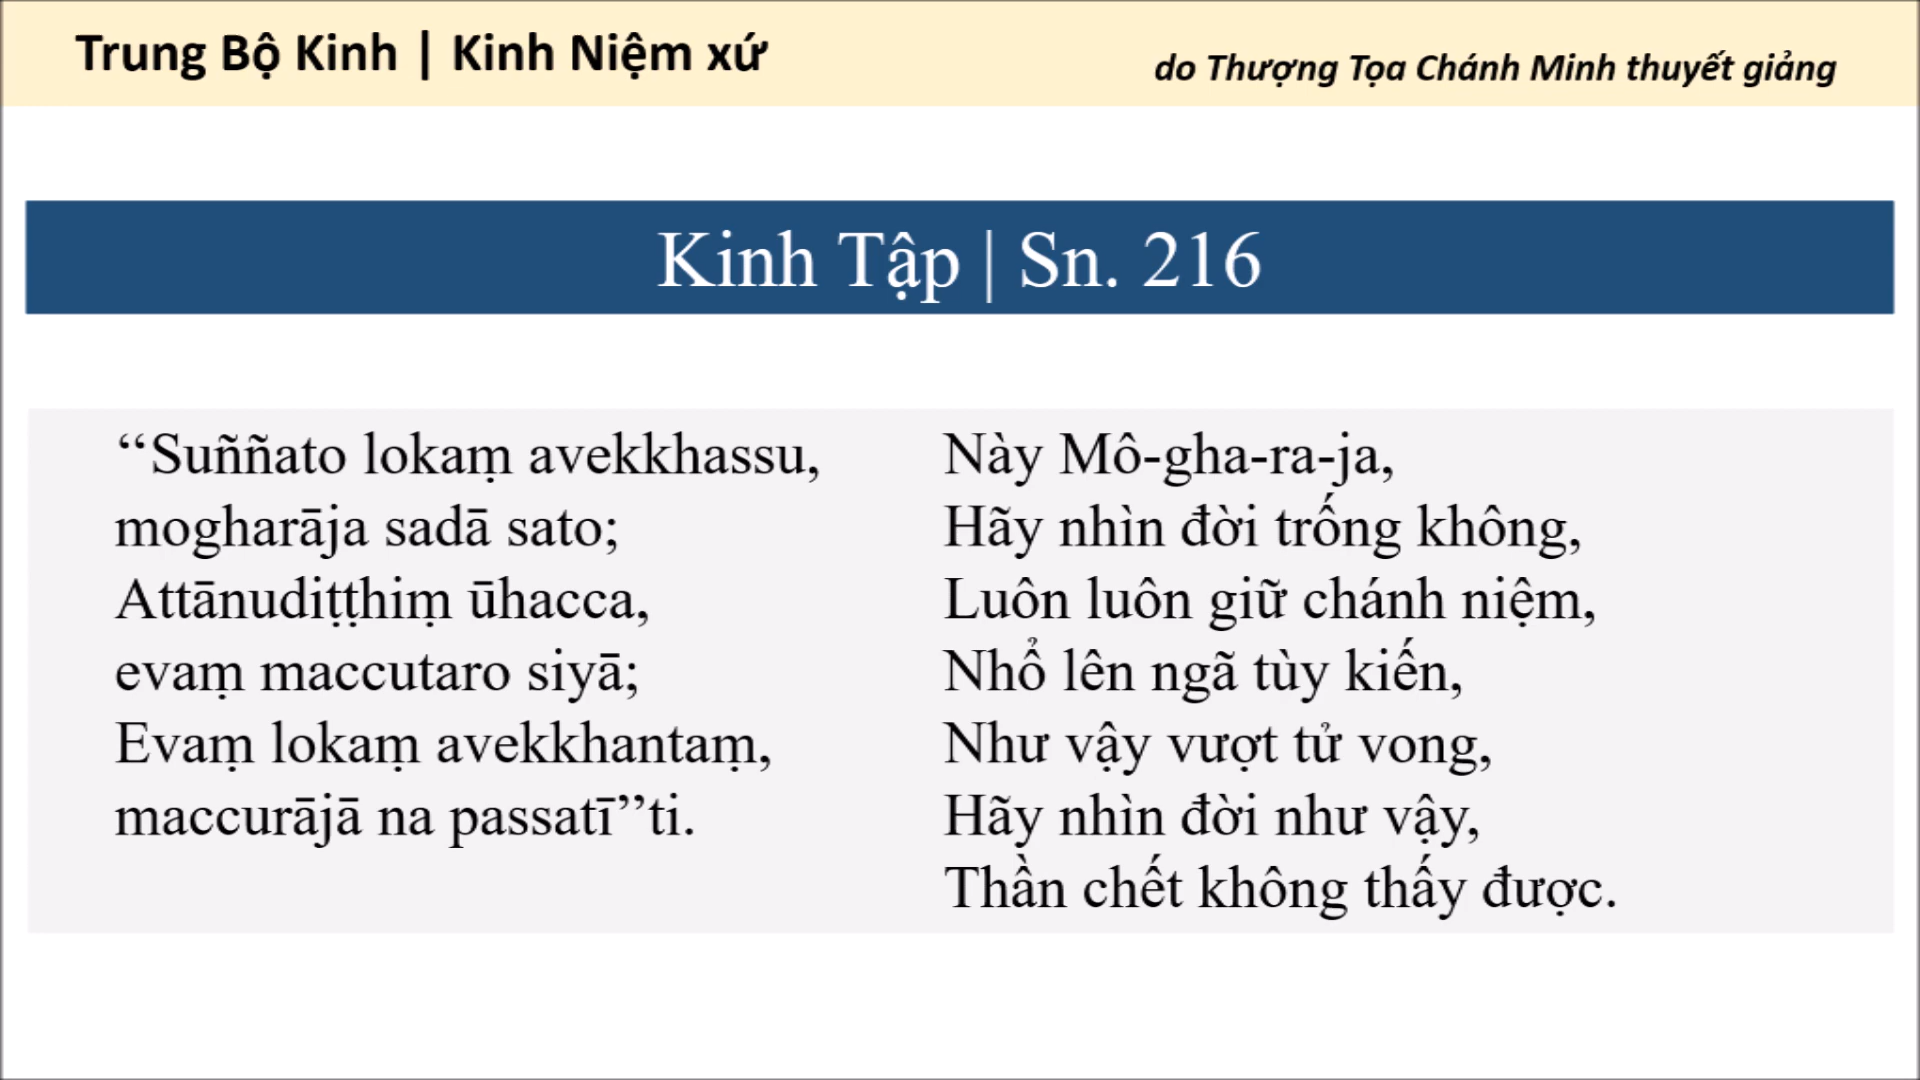 Trung Bộ Kinh | Kinh Niệm xứ
do Thượng Tọa Chánh Minh thuyết giảng
Kinh Tập | Sn. 216
‘‘Suññato lokaṃ avekkhassu,
mogharāja sadā sato;
Attānudiṭṭhiṃ ūhacca,
evaṃ maccutaro siyā;
Evaṃ lokaṃ avekkhantaṃ,
maccurājā na passatī’’ti.
Này Mô-gha-ra-ja,
Hãy nhìn đời trống không,
Luôn luôn giữ chánh niệm,
Nhổ lên ngã tùy kiến,
Như vậy vượt tử vong,
Hãy nhìn đời như vậy,
Thần chết không thấy được.